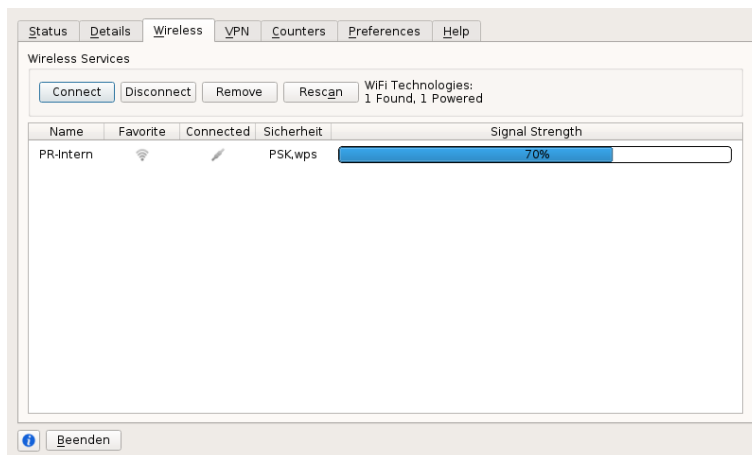 Status Details Wireless VPN Counters Preferences Help
Wireless Services
Connect Disconnect Remove Rescan WiFi Technologies:
1 Found, 1 Powered
Name Favorite Connected Sicherheit Signal Strength
PR-Intern PSK,wps 70%
Beenden